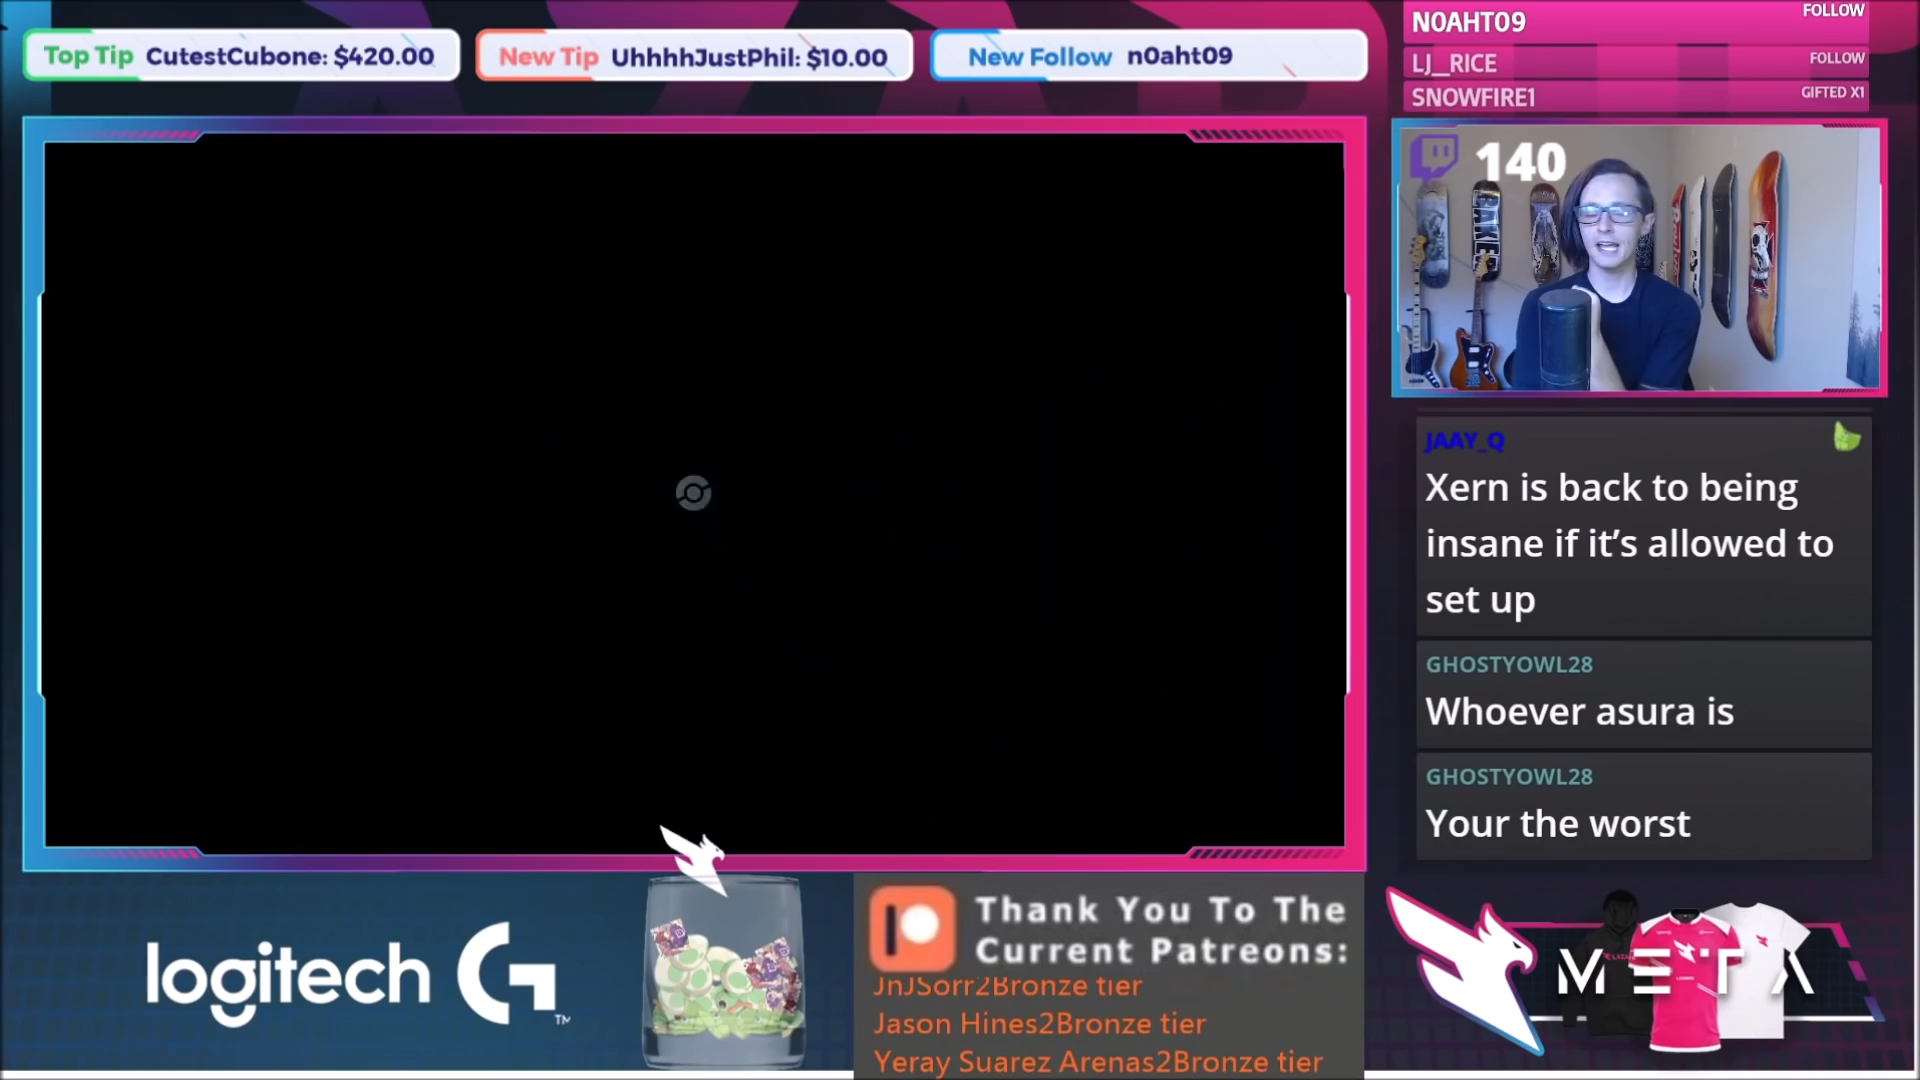 Top Tip CutestCubone: $420.00
New Tip UhhhhJustPhil: $10.00
New Follow n0aht09
N0AHT09 FOLLOW
LJ_RICE FOLLOW
SNOWFIRE1 GIFTED X1
140
JAAY_Q
Xern is back to being
insane if it’s allowed to
set up
GHOSTYOWL28
Whoever asura is
GHOSTYOWL28
Your the worst
logitech G TM
Thank You To The
Current Patreons:
JnJSorr2Bronze tier
Jason Hines2Bronze tier
Yeray Suarez Arenas2Bronze tier
META